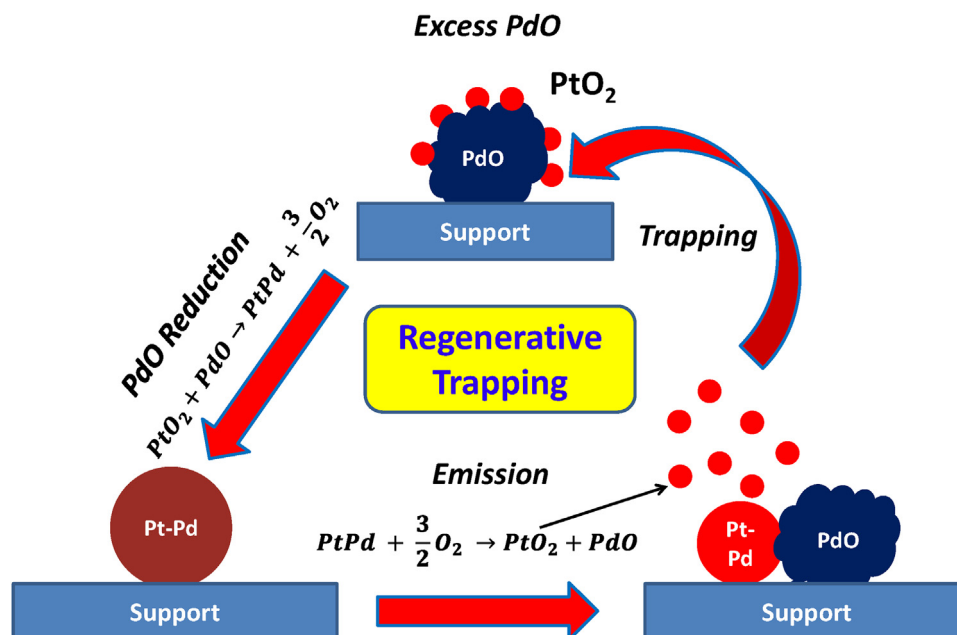 Excess PdO
PtO₂
PdO
Support
Trapping
PdO Reduction
PtO₂ + PdO → PtPd + 3/2 O₂
Regenerative
Trapping
Emission
PtPd + 3/2 O₂ → PtO₂ + PdO
Pt-Pd
Support
Pt-
Pd
PdO
Support